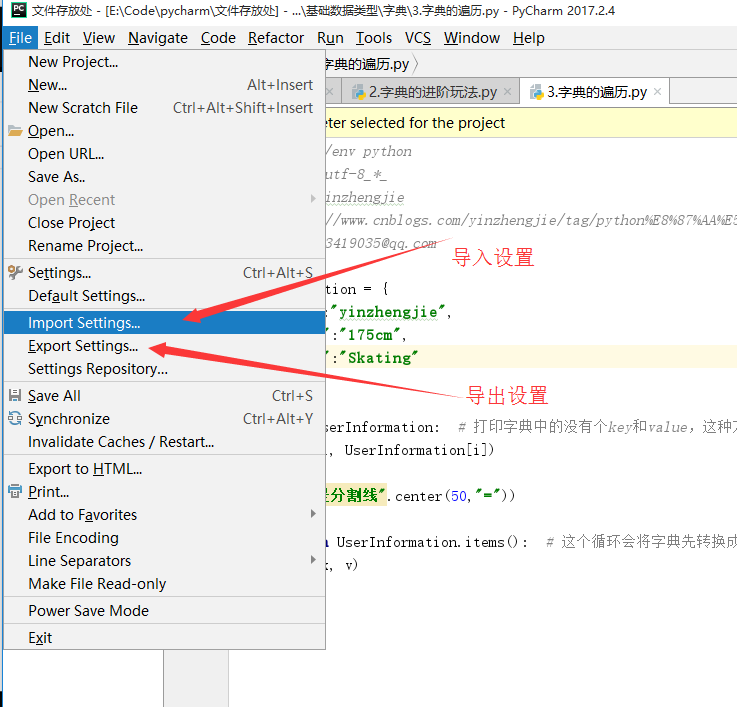 文件存放处 - [E:\Code\pycharm\文件存放处] - ...\基础数据类型\字典\3.字典的遍历.py - PyCharm 2017.2.4
File Edit View Navigate Code Refactor Run Tools VCS Window Help
New Project...
字典的遍历.py
New... Alt+Insert
2.字典的进阶玩法.py
3.字典的遍历.py
New Scratch File Ctrl+Alt+Shift+Insert
Open...
eter selected for the project
Open URL...
/env python
Save As..
utf-8_*_
Open Recent
inzhengjie
Close Project
//www.cnblogs.com/yinzhengjie/tag/python%E8%87%AA%E5
Rename Project...
3419035@qq.com
导入设置
Settings... Ctrl+Alt+S
Default Settings...
tion = {
Import Settings...
":"yinzhengjie",
":"175cm",
Export Settings...
":"Skating"
Settings Repository...
导出设置
Save All Ctrl+S
Synchronize Ctrl+Alt+Y
serInformation: # 打印字典中的没有个key和value，这种
Invalidate Caches / Restart...
, UserInformation[i])
Export to HTML...
Print...
分割线".center(50,"="))
Add to Favorites
File Encoding
UserInformation.items(): # 这个循环会将字典先转换成
Line Separators
, v)
Make File Read-only
Power Save Mode
Exit